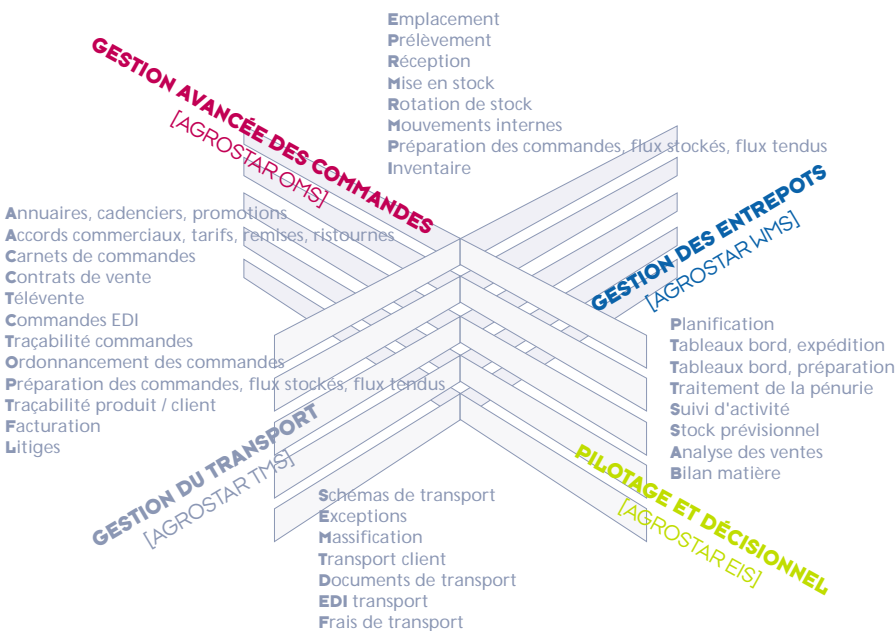 Emplacement
Prélèvement
Réception
Mise en stock
Rotation de stock
Mouvements internes
Préparation des commandes, flux stockés, flux tendus
Inventaire
GESTION AVANCÉE DES COMMANDES
[AGROSTAR OMS]
GESTION DES ENTREPOTS
[AGROSTAR WMS]
Annuaires, cadenciers, promotions
Accords commerciaux, tarifs, remises, ristournes
Carnets de commandes
Contrats de vente
Télévente
Commandes EDI
Traçabilité commandes
Ordonnancement des commandes
Préparation des commandes, flux stockés, flux tendus
Traçabilité produit / client
Facturation
Litiges
Planification
Tableaux bord, expédition
Tableaux bord, préparation
Traitement de la pénurie
Suivi d'activité
Stock prévisionnel
Analyse des ventes
Bilan matière
GESTION DU TRANSPORT
[AGROSTAR TMS]
PILOTAGE ET DÉCISIONNEL
[AGROSTAR EIS]
Schémas de transport
Exceptions
Massification
Transport client
Documents de transport
EDI transport
Frais de transport